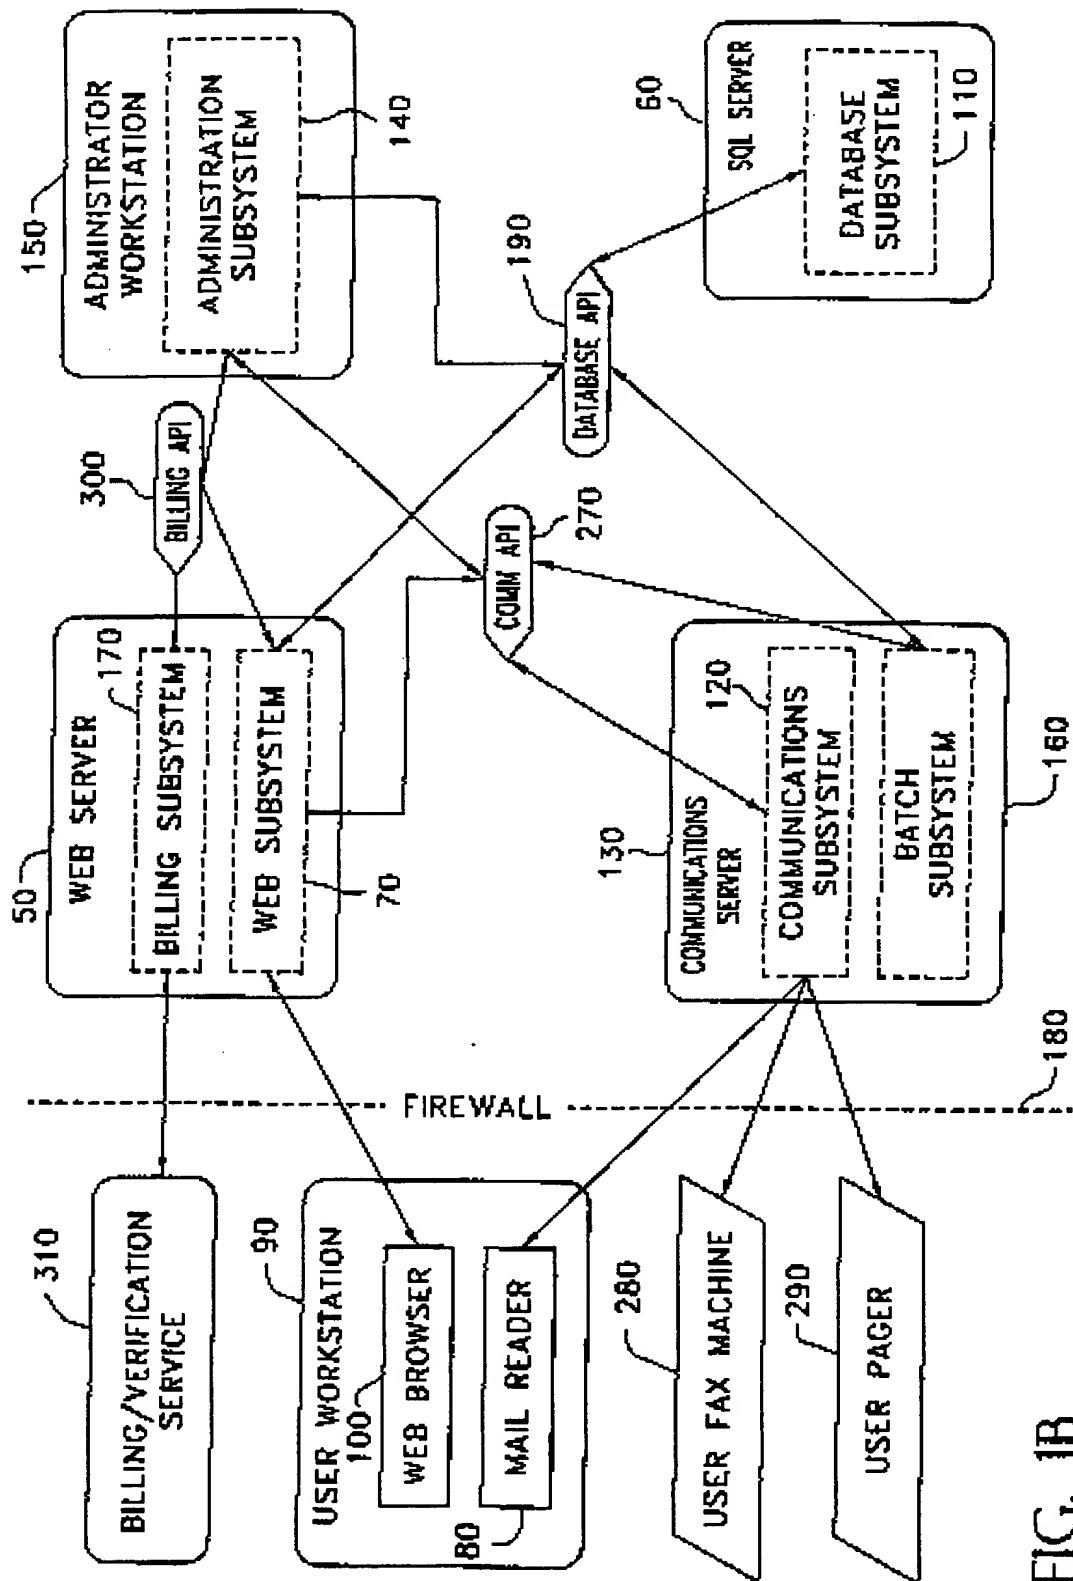 310
BILLING/VERIFICATION
SERVICE
90
USER WORKSTATION
100
WEB BROWSER
MAIL READER
80
280
USER FAX MACHINE
290
USER PAGER
FIREWALL
180
50
WEB SERVER
170
BILLING SUBSYSTEM
WEB SUBSYSTEM
70
130
COMMUNICATIONS
SERVER
120
COMMUNICATIONS
SUBSYSTEM
BATCH
SUBSYSTEM
160
300
BILLING API
COMM API
270
190
DATABASE API
150
ADMINISTRATOR
WORKSTATION
ADMINISTRATION
SUBSYSTEM
140
60
SQL SERVER
DATABASE
SUBSYSTEM
110
FIG. 1B